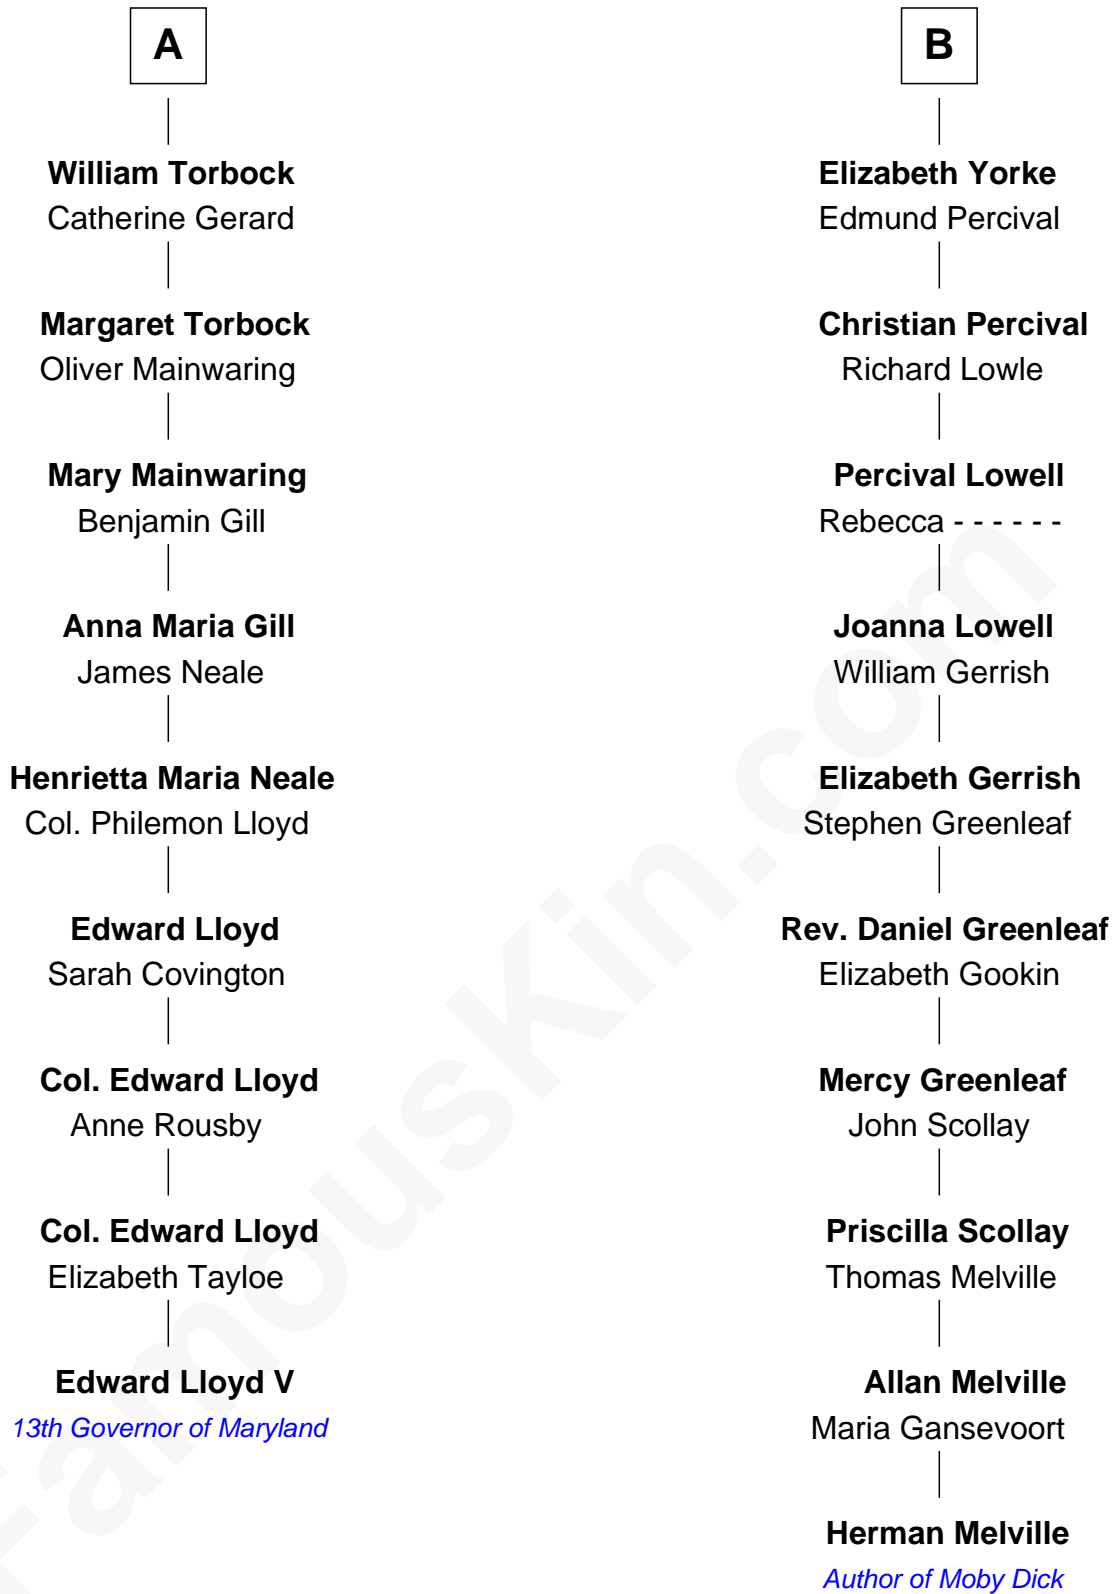 A
William Torbock
Catherine Gerard
Margaret Torbock
Oliver Mainwaring
Mary Mainwaring
Benjamin Gill
Anna Maria Gill
James Neale
Henrietta Maria Neale
Col. Philemon Lloyd
Edward Lloyd
Sarah Covington
Col. Edward Lloyd
Anne Rousby
Col. Edward Lloyd
Elizabeth Tayloe
Edward Lloyd V
13th Governor of Maryland
B
Elizabeth Yorke
Edmund Percival
Christian Percival
Richard Lowle
Percival Lowell
Rebecca - - - - - -
Joanna Lowell
William Gerrish
Elizabeth Gerrish
Stephen Greenleaf
Rev. Daniel Greenleaf
Elizabeth Gookin
Mercy Greenleaf
John Scollay
Priscilla Scollay
Thomas Melville
Allan Melville
Maria Gansevoort
Herman Melville
Author of Moby Dick
FamousKin.com